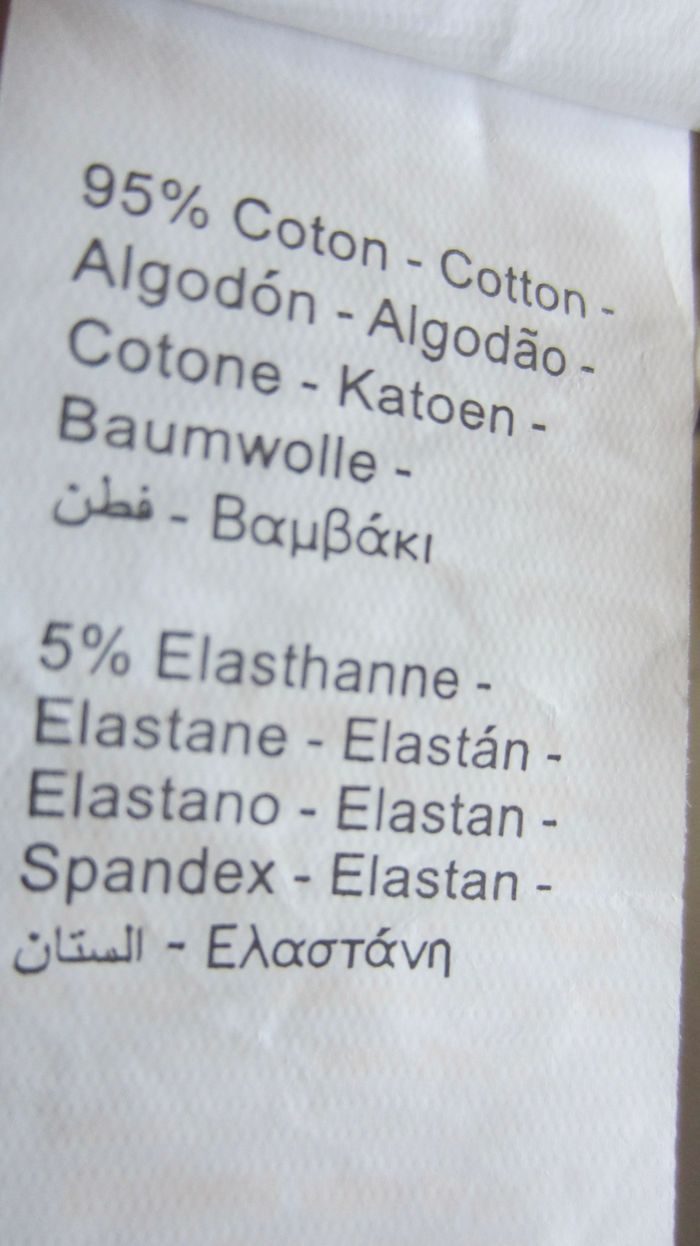 95% Coton - Cotton -
Algodón - Algodão -
Cotone - Katoen -
Baumwolle -
قطن - Βαμβάκι
5% Elasthanne -
Elastane - Elastán -
Elastano - Elastan -
Spandex - Elastan -
الستان - Ελαστάνη